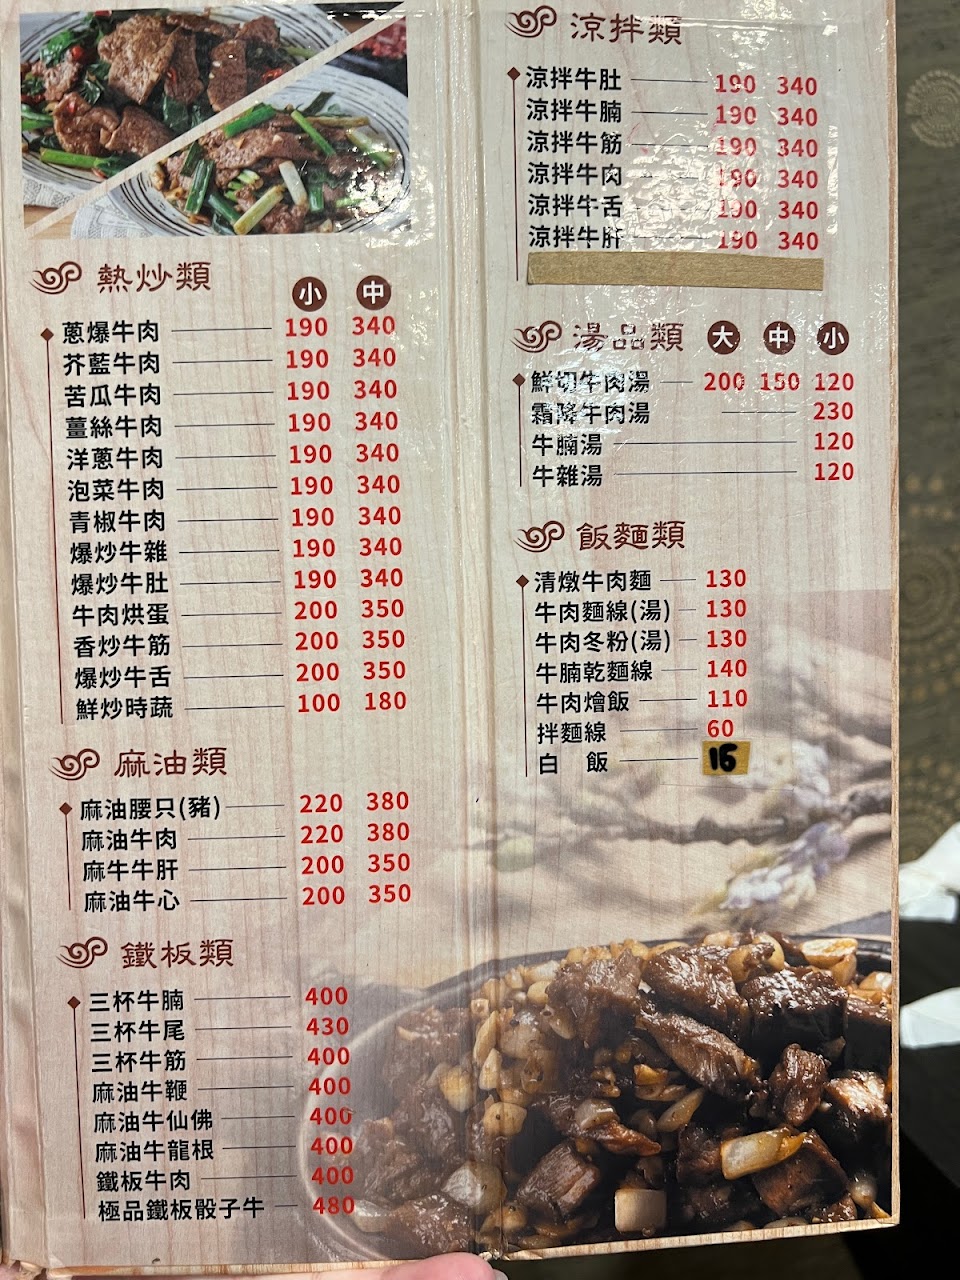 熱炒類 小 中
蔥爆牛肉 190 340
芥藍牛肉 190 340
苦瓜牛肉 190 340
薑絲牛肉 190 340
洋蔥牛肉 190 340
泡菜牛肉 190 340
青椒牛肉 190 340
爆炒牛雜 190 340
爆炒牛肚 190 340
牛肉烘蛋 200 350
香炒牛筋 200 350
爆炒牛舌 200 350
鮮炒時蔬 100 180
麻油類
麻油腰只(豬) 220 380
麻油牛肉 220 380
麻牛牛肝 200 350
麻油牛心 200 350
鐵板類
三杯牛腩 400
三杯牛尾 430
三杯牛筋 400
麻油牛鞭 400
麻油牛仙佛 400
麻油牛龍根 400
鐵板牛肉 400
極品鐵板骰子牛 480
涼拌類
涼拌牛肚 190 340
涼拌牛腩 190 340
涼拌牛筋 190 340
涼拌牛肉 190 340
涼拌牛舌 190 340
涼拌牛肝 190 340
湯品類 大 中 小
鮮切牛肉湯 200 150 120
霜降牛肉湯 230
牛腩湯 120
牛雜湯 120
飯麵類
清燉牛肉麵 130
牛肉麵線(湯) 130
牛肉冬粉(湯) 130
牛腩乾麵線 140
牛肉燴飯 110
拌麵線 60
白 飯 15